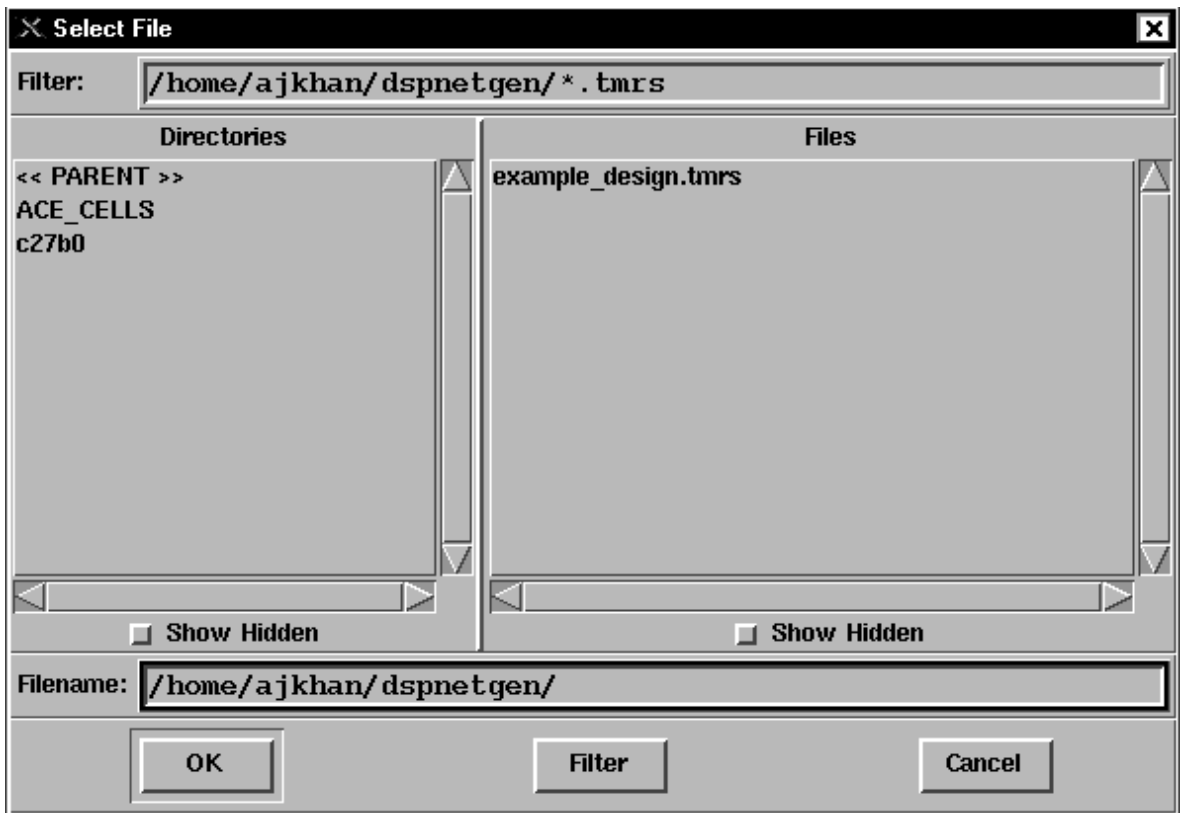 Select File
Filter: /home/ajkhan/dspnetgen/*.tmrs
Directories
<< PARENT >>
ACE_CELLS
c27b0
Show Hidden
Files
example_design.tmrs
Show Hidden
Filename: /home/ajkhan/dspnetgen/
OK Filter Cancel